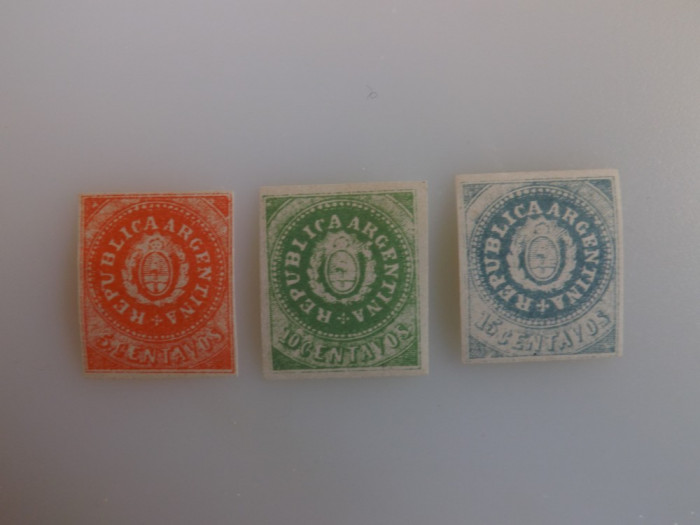 REPUBLICA ARGENTINA
5 CENTAVOS
REPUBLICA ARGENTINA
10 CENTAVOS
REPUBLICA ARGENTINA
15 CENTAVOS